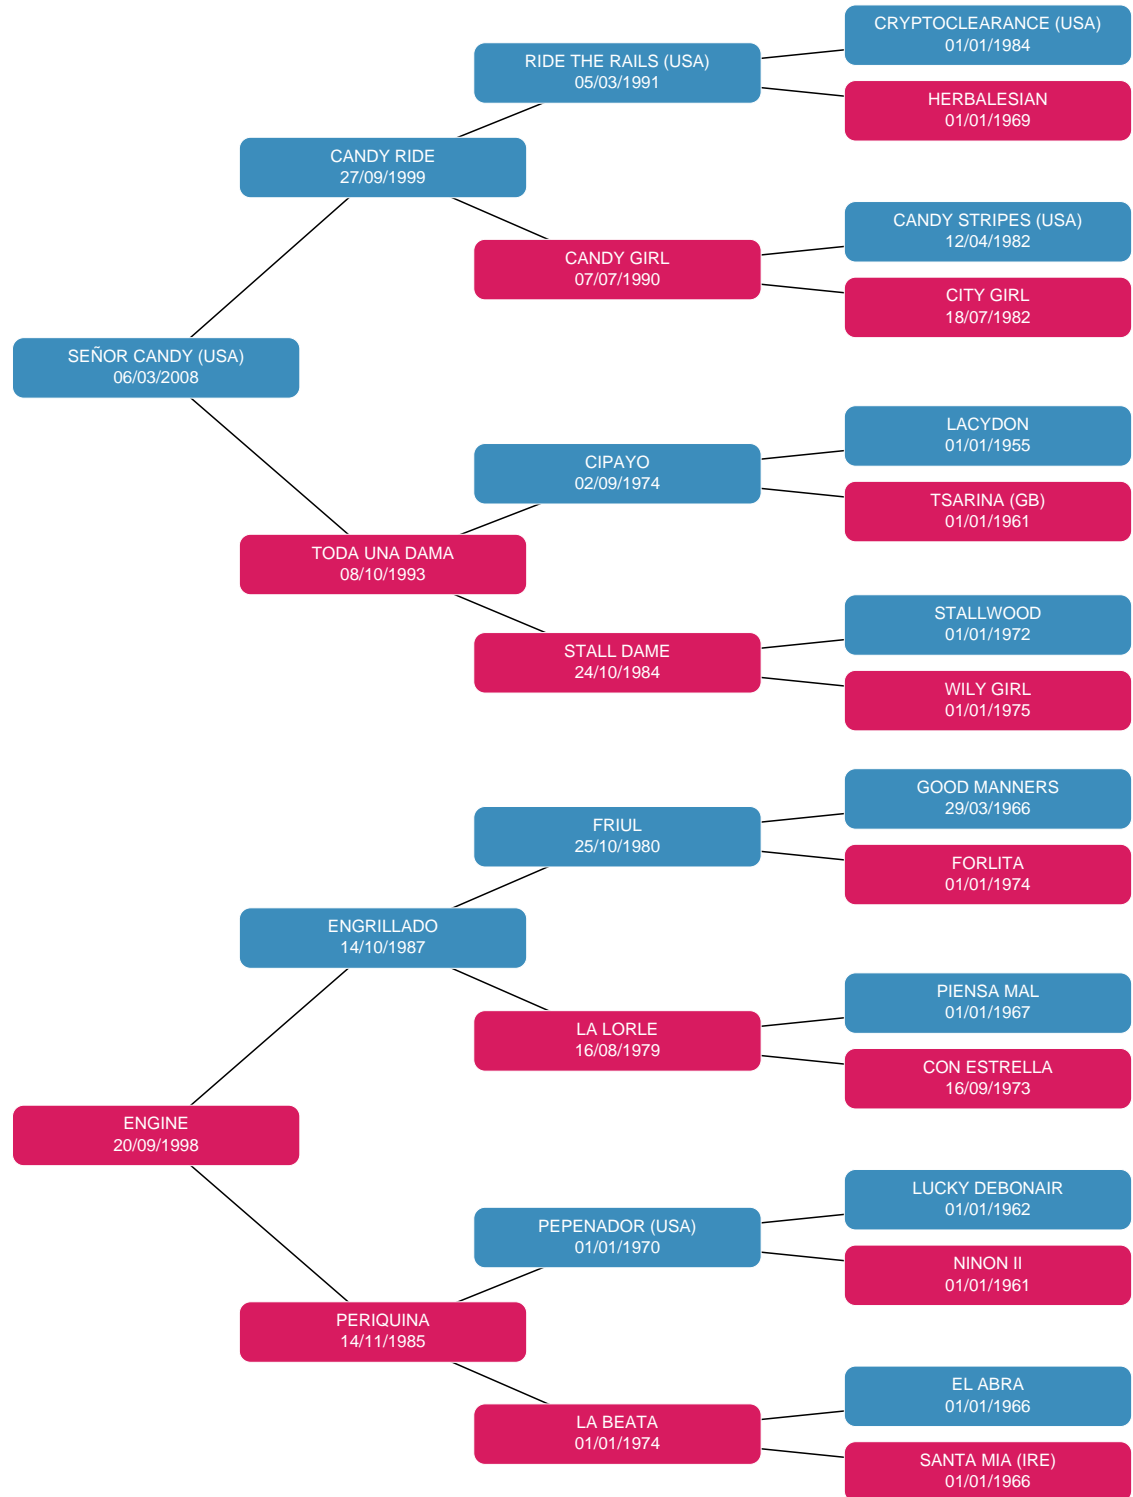 CRYPTOCLEARANCE (USA)
01/01/1984
RIDE THE RAILS (USA)
05/03/1991
HERBALESIAN
01/01/1969
CANDY RIDE
27/09/1999
CANDY STRIPES (USA)
12/04/1982
CANDY GIRL
07/07/1990
CITY GIRL
18/07/1982
SEÑOR CANDY (USA)
06/03/2008
LACYDON
01/01/1955
CIPAYO
02/09/1974
TSARINA (GB)
01/01/1961
TODA UNA DAMA
08/10/1993
STALLWOOD
01/01/1972
STALL DAME
24/10/1984
WILY GIRL
01/01/1975
GOOD MANNERS
29/03/1966
FRIUL
25/10/1980
FORLITA
01/01/1974
ENGRILLADO
14/10/1987
PIENSA MAL
01/01/1967
LA LORLE
16/08/1979
CON ESTRELLA
16/09/1973
ENGINE
20/09/1998
LUCKY DEBONAIR
01/01/1962
PEPENADOR (USA)
01/01/1970
NINON II
01/01/1961
PERIQUINA
14/11/1985
EL ABRA
01/01/1966
LA BEATA
01/01/1974
SANTA MIA (IRE)
01/01/1966